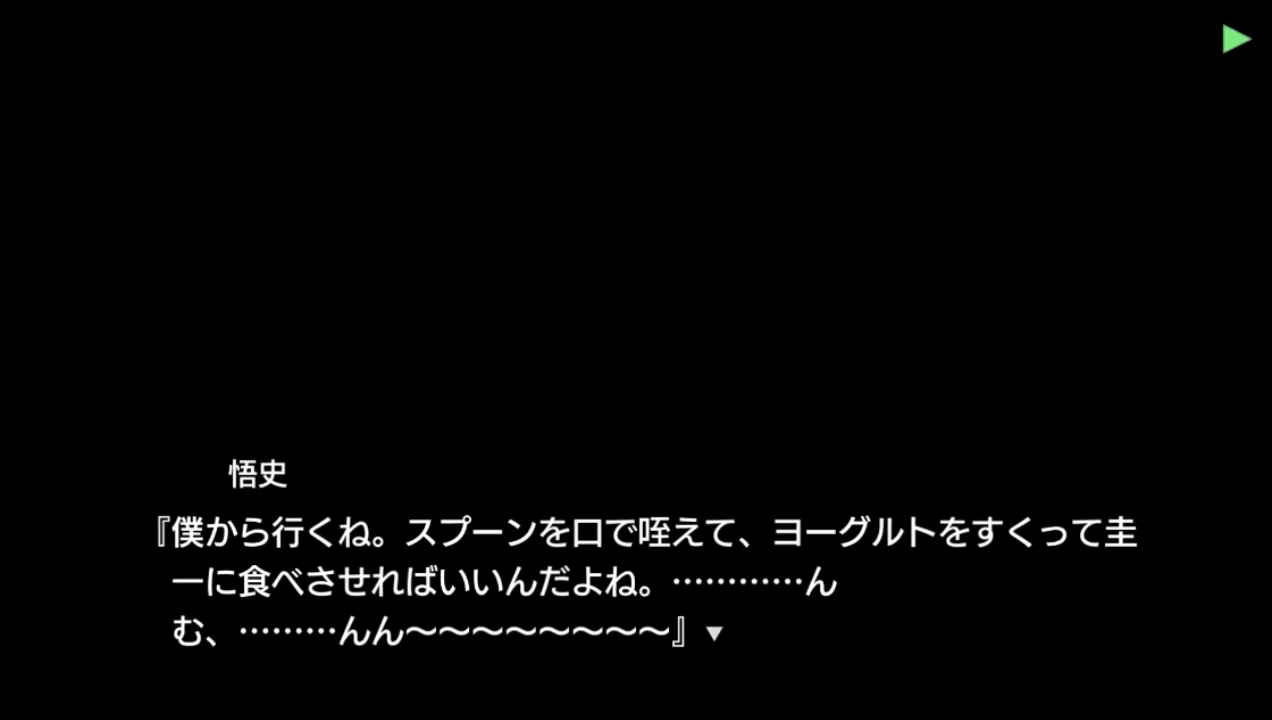 悟史
『僕から行くね。スプーンを口で咥えて、ヨーグルトをすくって圭
一に食べさせればいいんだよね。…………ん
む、………んん～～～～～～～～』